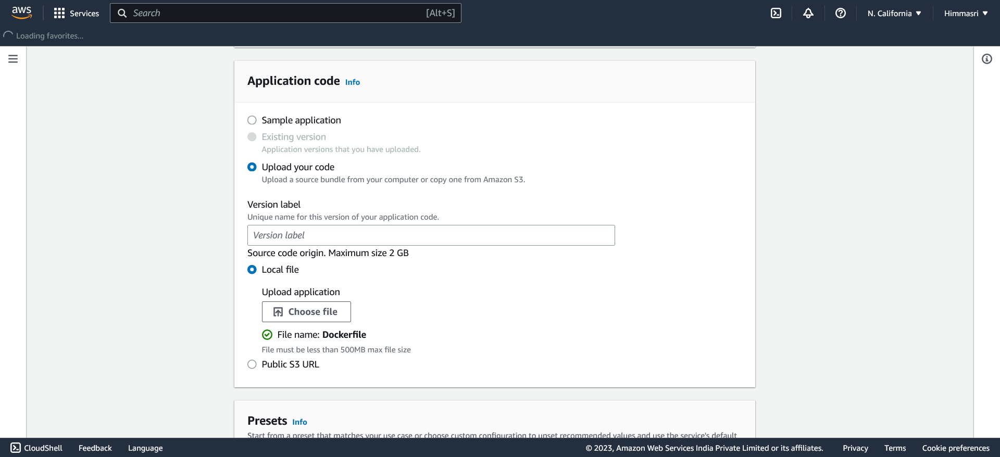 aws
Services
Search
[Alt+S]
N. California
Himmasri
Loading favorites...
Application code Info
Sample application
Existing version
Application versions that you have uploaded.
Upload your code
Upload a source bundle from your computer or copy one from Amazon S3.
Version label
Unique name for this version of your application code.
Version label
Source code origin. Maximum size 2 GB
Local file
Upload application
Choose file
File name: Dockerfile
File must be less than 500MB max file size
Public S3 URL
Presets Info
Start from a preset that matches your use case or choose custom configuration to unset recommended values and use the service's default
CloudShell
Feedback
Language
© 2023, Amazon Web Services India Private Limited or its affiliates.
Privacy
Terms
Cookie preferences